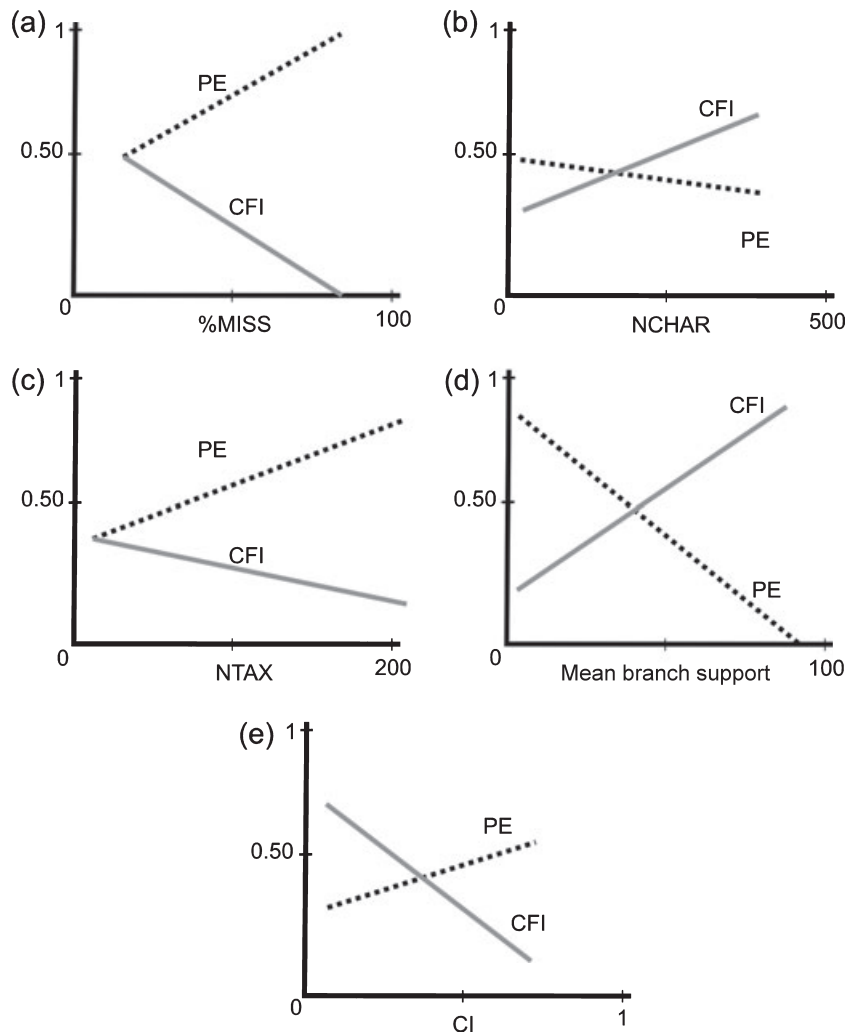 (a)
1
PE
0.50
CFI
0
%MISS
100
(b)
1
CFI
0.50
PE
0
NCHAR
500
(c)
1
PE
0.50
CFI
0
NTAX
200
(d)
1
CFI
0.50
PE
0
Mean branch support
100
(e)
1
PE
0.50
CFI
0
CI
1